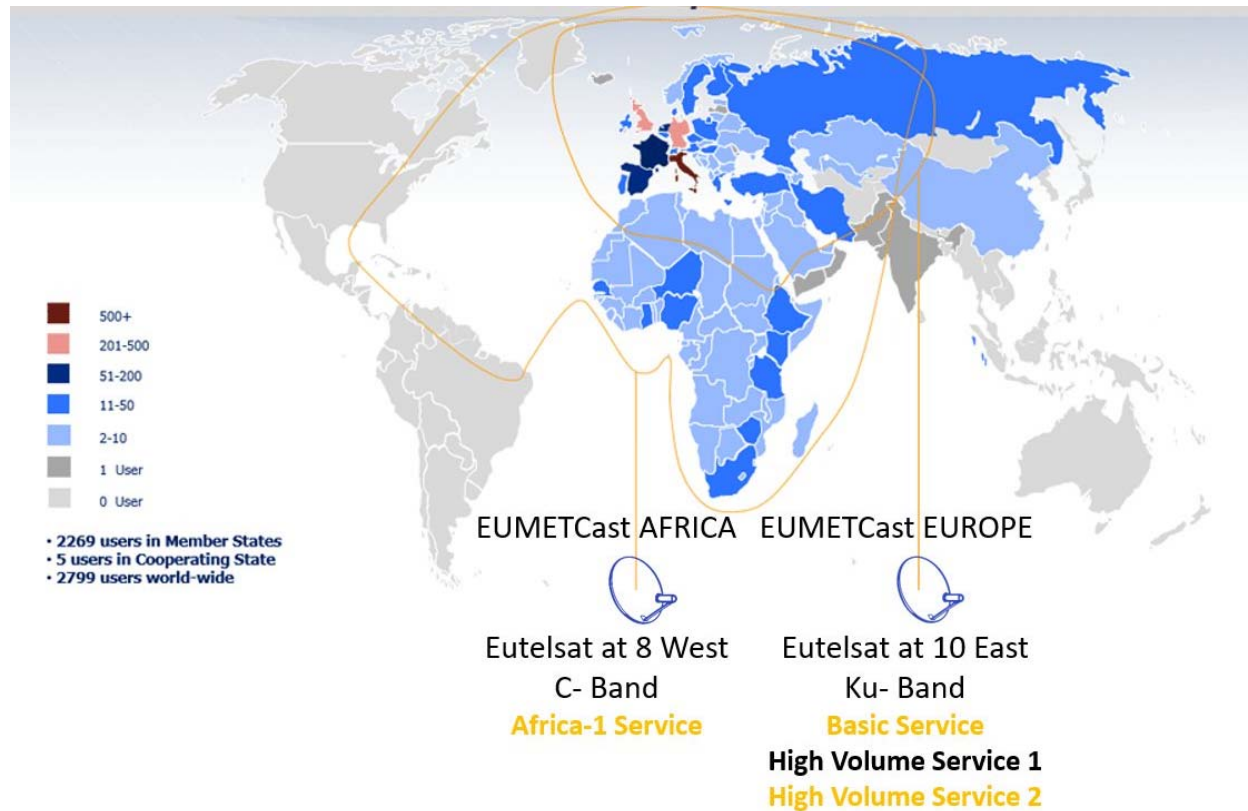 500+
201-500
51-200
11-50
2-10
1 User
0 User
• 2269 users in Member States
• 5 users in Cooperating State
• 2799 users world-wide
EUMETCast AFRICA
Eutelsat at 8 West
C- Band
Africa-1 Service
EUMETCast EUROPE
Eutelsat at 10 East
Ku- Band
Basic Service
High Volume Service 1
High Volume Service 2